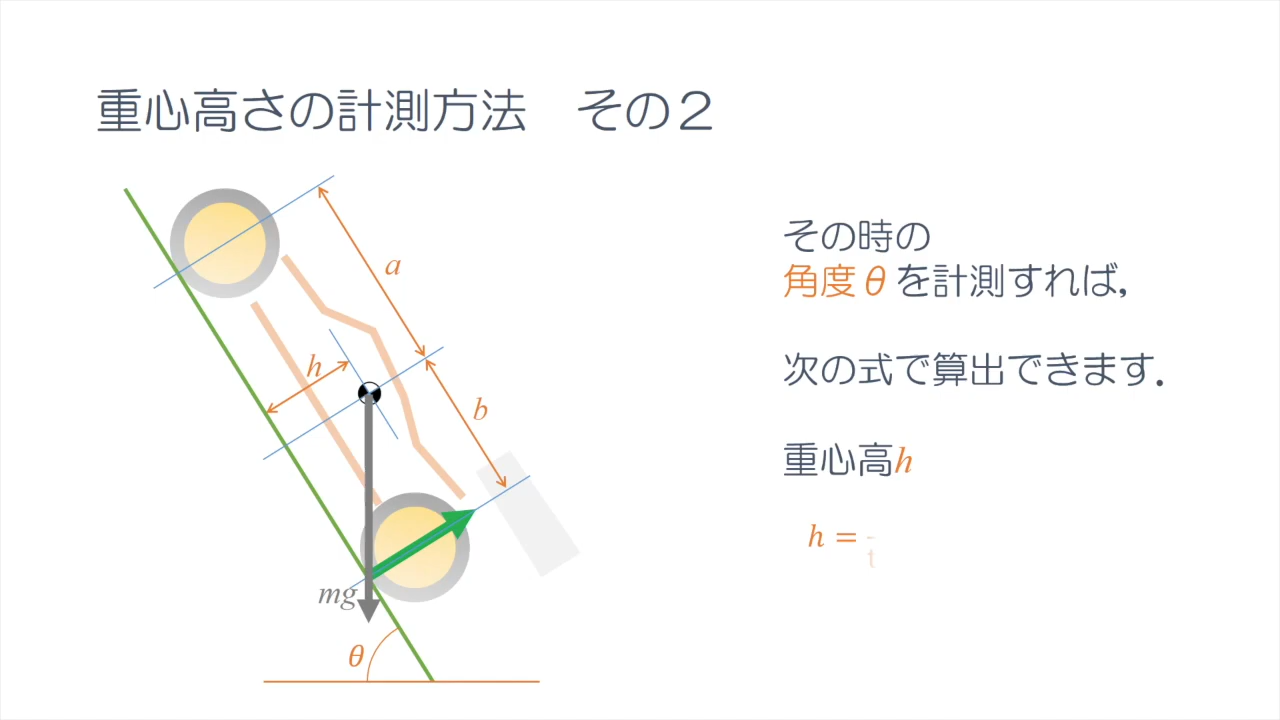 重心高さの計測方法　その２
a
h
b
mg
θ
その時の
角度 θ を計測すれば,
次の式で算出できます.
重心高h
h =